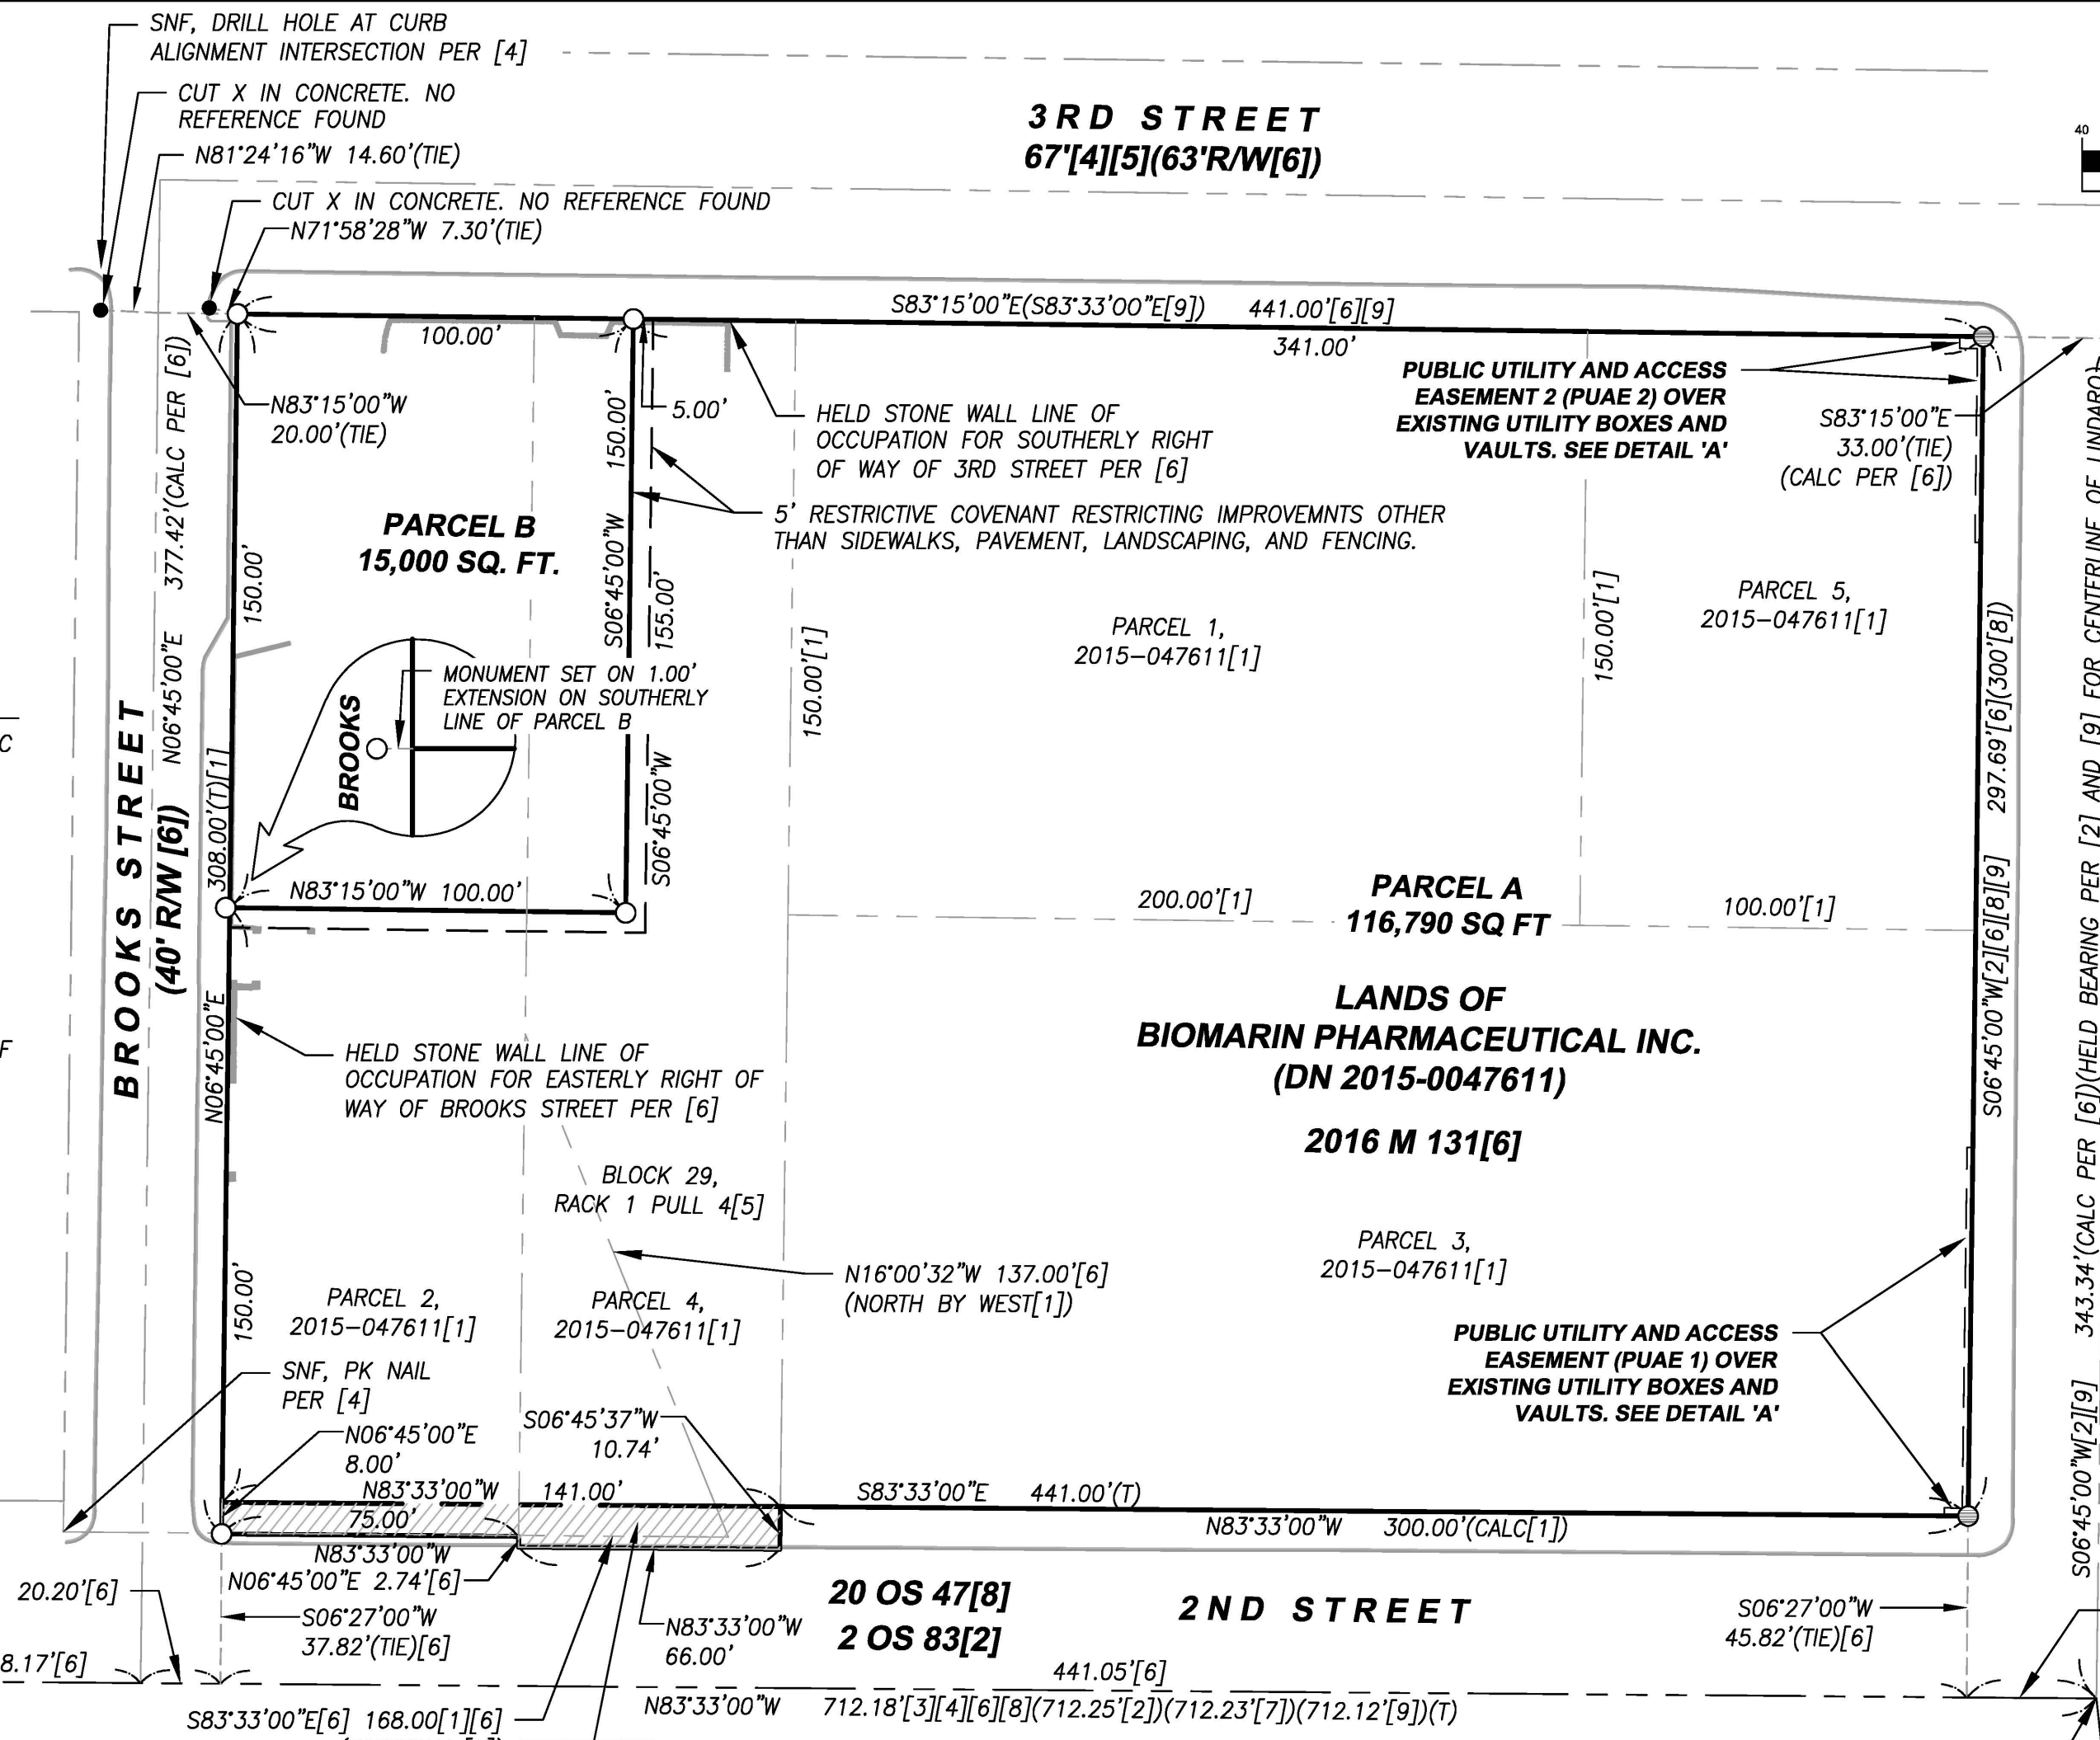 SNF, DRILL HOLE AT CURB
ALIGNMENT INTERSECTION PER [4]
CUT X IN CONCRETE. NO
REFERENCE FOUND
N81°24'16"W 14.60'(TIE)
CUT X IN CONCRETE. NO REFERENCE FOUND
N71°58'28"W 7.30'(TIE)
3RD STREET
67'[4][5](63'R/W[6])
40
S83°15'00"E(S83°33'00"E[9]) 441.00'[6][9]
100.00'
341.00'
N83°15'00"W
20.00'(TIE)
5.00'
HELD STONE WALL LINE OF
OCCUPATION FOR SOUTHERLY RIGHT
OF WAY OF 3RD STREET PER [6]
PUBLIC UTILITY AND ACCESS
EASEMENT 2 (PUAE 2) OVER
EXISTING UTILITY BOXES AND
VAULTS. SEE DETAIL 'A'
S83°15'00"E
33.00'(TIE)
(CALC PER [6])
5' RESTRICTIVE COVENANT RESTRICTING IMPROVEMNTS OTHER
THAN SIDEWALKS, PAVEMENT, LANDSCAPING, AND FENCING.
PARCEL B
15,000 SQ. FT.
150.00'
150.00'
S06°45'00"W
155.00'
S06°45'00"W
150.00'[1]
150.00'[1]
PARCEL 1,
2015-047611[1]
PARCEL 5,
2015-047611[1]
MONUMENT SET ON 1.00'
EXTENSION ON SOUTHERLY
LINE OF PARCEL B
BROOKS
N83°15'00"W 100.00'
BROOKS STREET
(40' R/W [6])
N06°45'00"E 377.42'(CALC PER [6])
308.00'(T)[1]
N06°45'00"E
200.00'[1]
PARCEL A
116,790 SQ FT
100.00'[1]
LANDS OF
BIOMARIN PHARMACEUTICAL INC.
(DN 2015-0047611)
2016 M 131[6]
S06°45'00"W[2][6][8][9] 297.69'[6](300'[8])
S06°45'00"W[2][9] 343.34'(CALC PER [6])(HELD BEARING PER [2] AND [9] FOR CENTERLINE OF LINDARO)
C
F
HELD STONE WALL LINE OF
OCCUPATION FOR EASTERLY RIGHT OF
WAY OF BROOKS STREET PER [6]
BLOCK 29,
RACK 1 PULL 4[5]
N16°00'32"W 137.00'[6]
(NORTH BY WEST[1])
PARCEL 3,
2015-047611[1]
150.00'
PARCEL 2,
2015-047611[1]
PARCEL 4,
2015-047611[1]
PUBLIC UTILITY AND ACCESS
EASEMENT (PUAE 1) OVER
EXISTING UTILITY BOXES AND
VAULTS. SEE DETAIL 'A'
SNF, PK NAIL
PER [4]
N06°45'00"E
8.00'
S06°45'37"W
10.74'
N83°33'00"W 141.00'
75.00'
S83°33'00"E 441.00'(T)
N83°33'00"W 300.00'(CALC[1])
N83°33'00"W
N06°45'00"E 2.74'[6]
20.20'[6]
S06°27'00"W
37.82'(TIE)[6]
N83°33'00"W
66.00'
20 OS 47[8]
2 OS 83[2]
2ND STREET
S06°27'00"W
45.82'(TIE)[6]
8.17'[6]
441.05'[6]
N83°33'00"W 712.18'[3][4][6][8](712.25'[2])(712.23'[7])(712.12'[9])(T)
S83°33'00"E[6] 168.00[1][6]